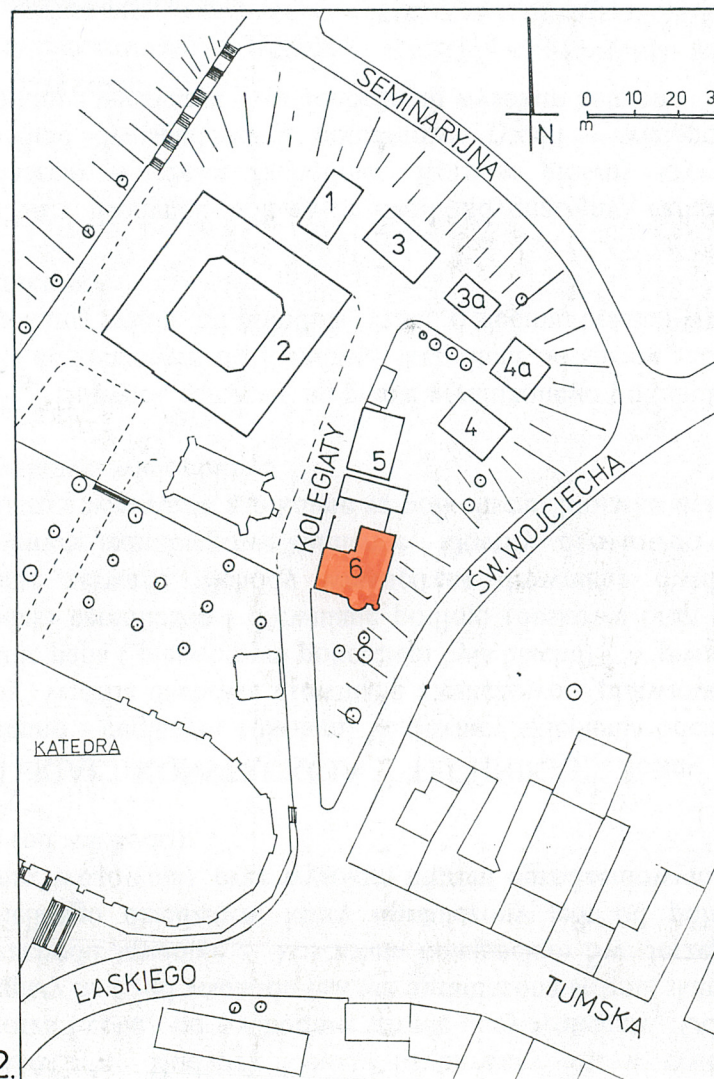 SEMINARYJNA
N
0 10 20 3
m
1
3
3a
2
4a
4
5
KOLEGIATY
ŚW. WOJCIECHA
6
KATEDRA
ŁASKIEGO
TUMSKA
2.